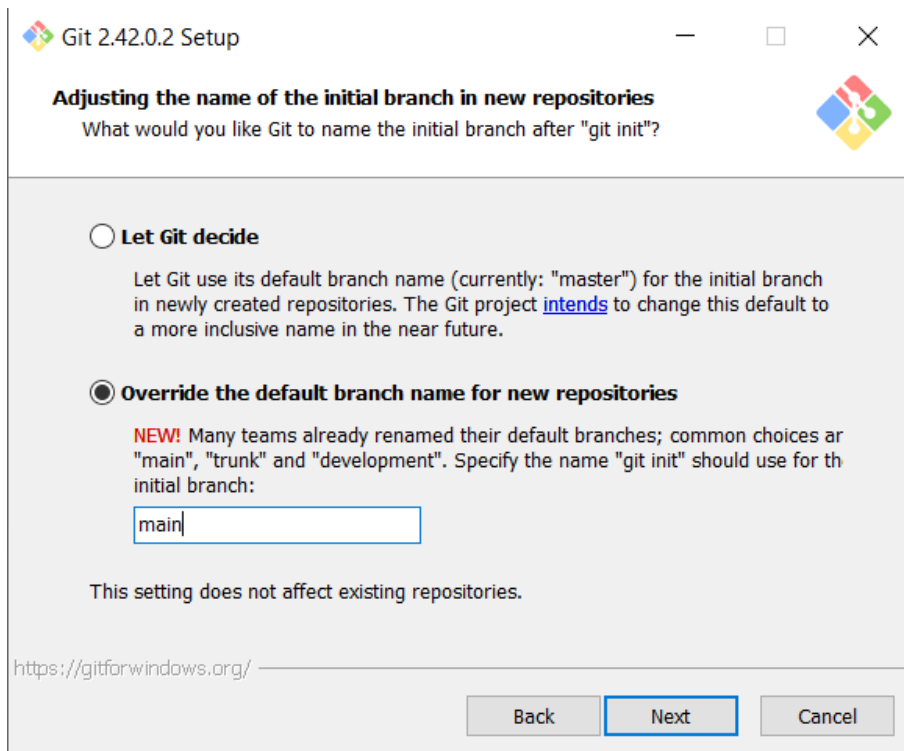 Git 2.42.0.2 Setup
Adjusting the name of the initial branch in new repositories
What would you like Git to name the initial branch after "git init"?
Let Git decide
Let Git use its default branch name (currently: "master") for the initial branch
in newly created repositories. The Git project intends to change this default to
a more inclusive name in the near future.
Override the default branch name for new repositories
NEW! Many teams already renamed their default branches; common choices ar
"main", "trunk" and "development". Specify the name "git init" should use for th
initial branch:
main
This setting does not affect existing repositories.
https://gitforwindows.org/
Back Next Cancel